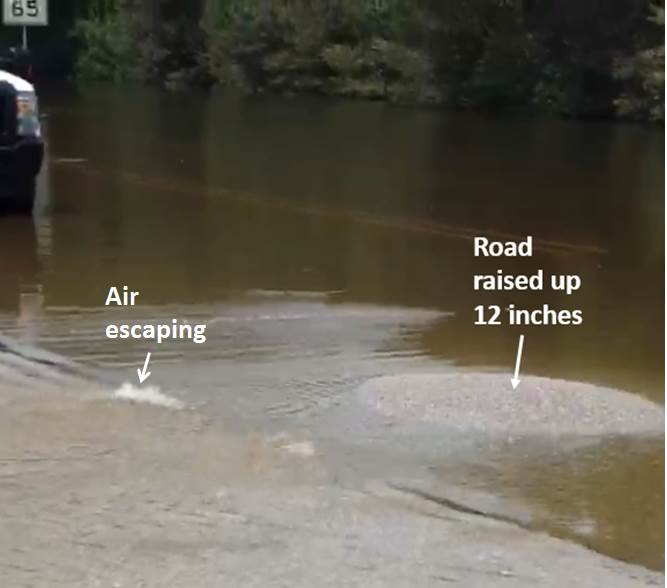 65
Road
raised up
12 inches
Air
escaping